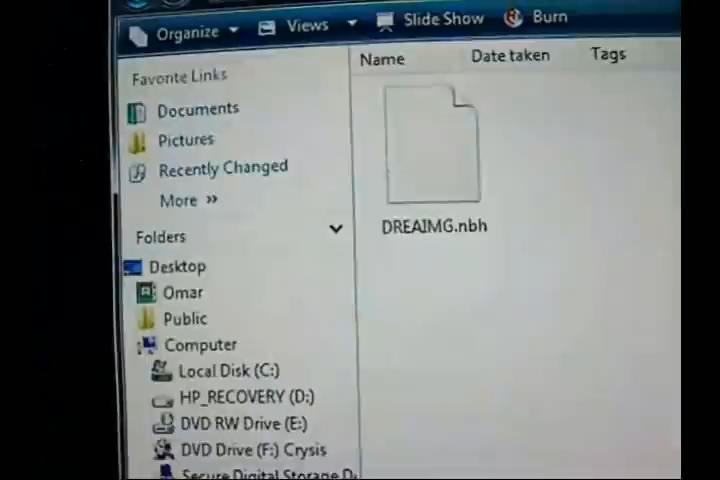 Organize Views Slide Show Burn
Favorite Links
Documents
Pictures
Recently Changed
More »
Folders
Desktop
Omar
Public
Computer
Local Disk (C:)
HP_RECOVERY (D:)
DVD RW Drive (E:)
DVD Drive (F:) Crysis
Secure Digital Storage D
Name Date taken Tags
DREAIMG.nbh